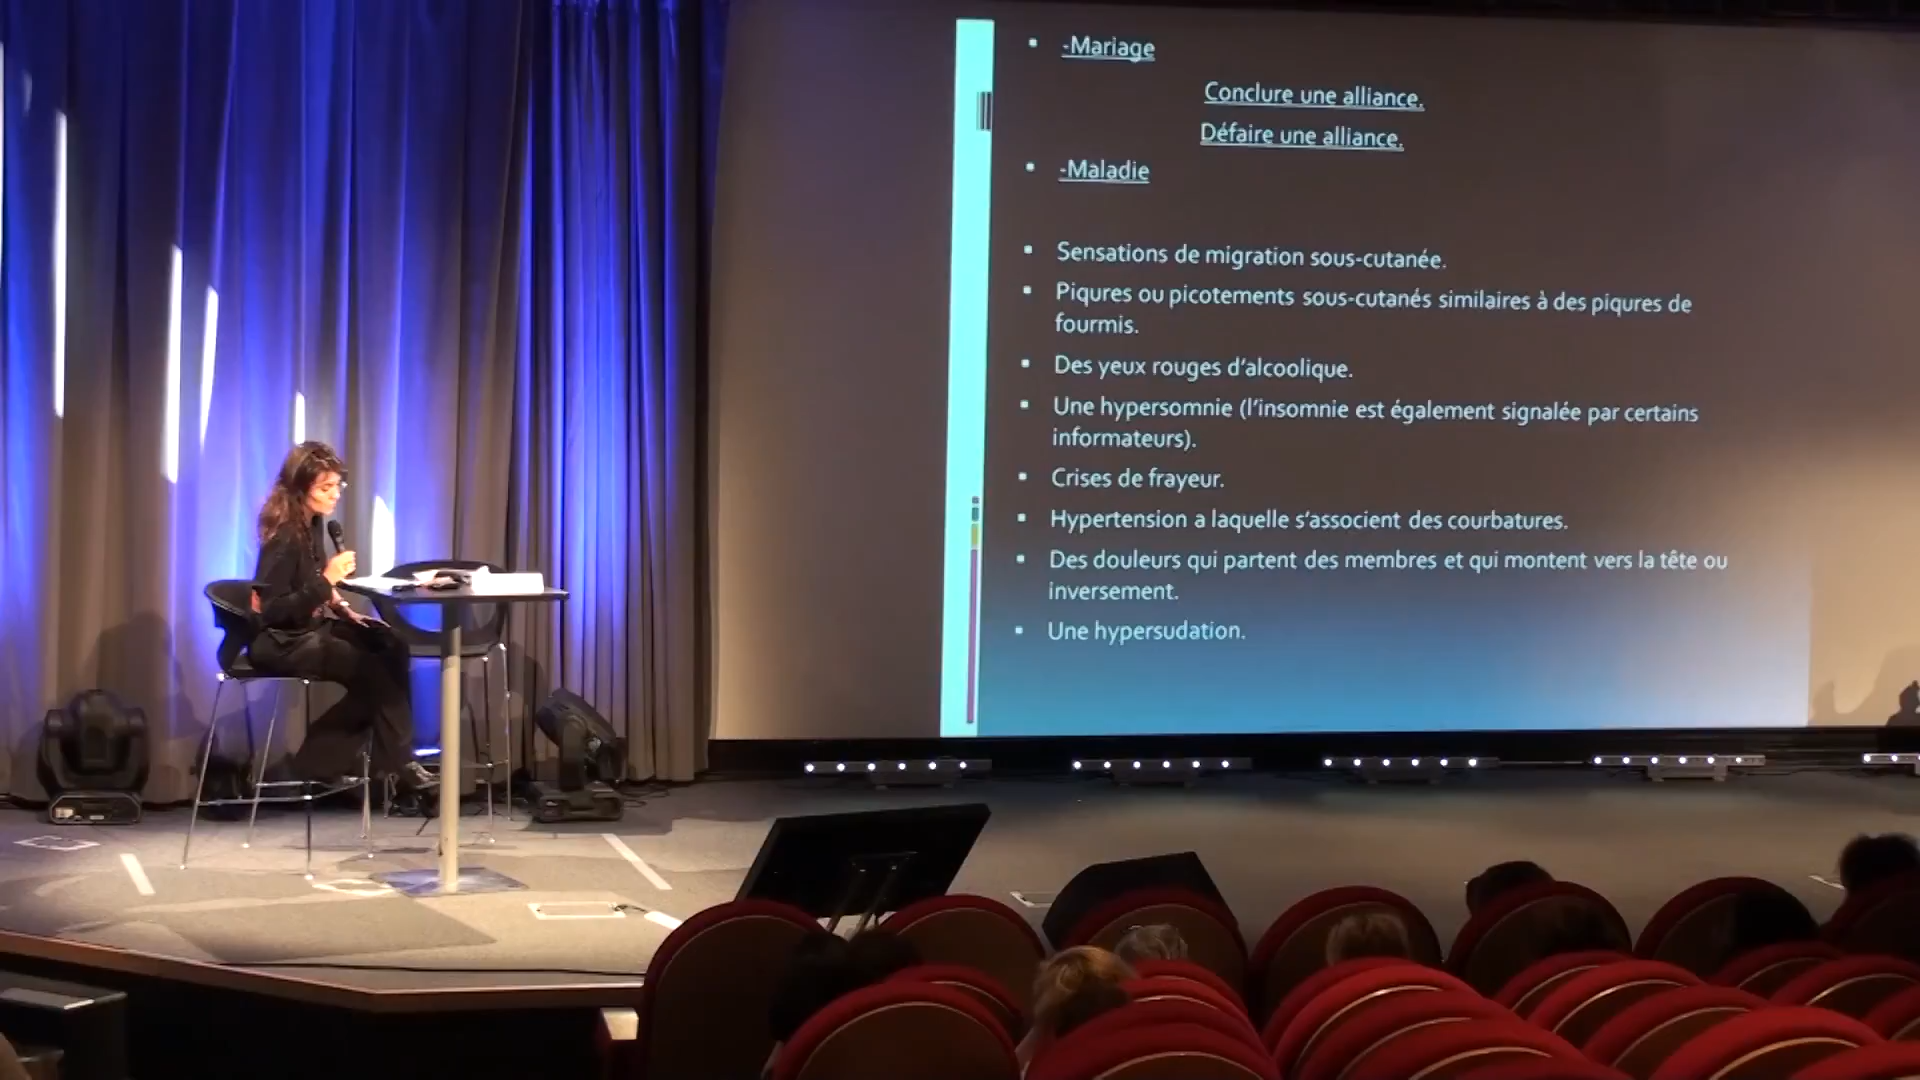 -Mariage
Conclure une alliance.
Défaire une alliance.
-Maladie
Sensations de migration sous-cutanée.
Piqures ou picotements sous-cutanés similaires à des piqures de
fourmis.
Des yeux rouges d'alcoolique.
Une hypersomnie (l'insomnie est également signalée par certains
informateurs).
Crises de frayeur.
Hypertension a laquelle s'associent des courbatures.
Des douleurs qui partent des membres et qui montent vers la tête ou
inversement.
Une hypersudation.